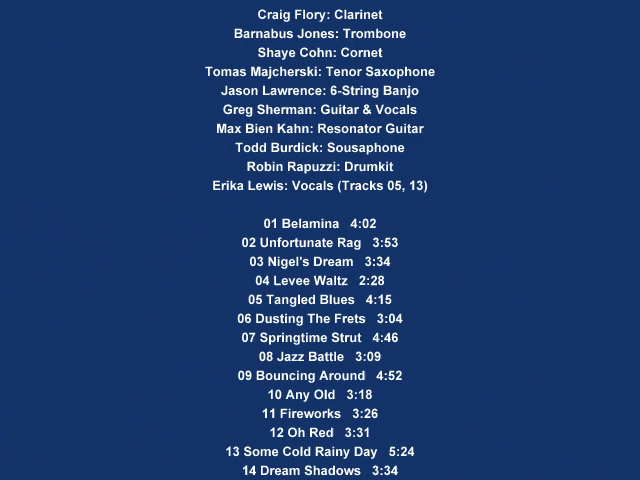 Craig Flory: Clarinet
Barnabus Jones: Trombone
Shaye Cohn: Cornet
Tomas Majcherski: Tenor Saxophone
Jason Lawrence: 6-String Banjo
Greg Sherman: Guitar & Vocals
Max Bien Kahn: Resonator Guitar
Todd Burdick: Sousaphone
Robin Rapuzzi: Drumkit
Erika Lewis: Vocals (Tracks 05, 13)
01 Belamina 4:02
02 Unfortunate Rag 3:53
03 Nigel's Dream 3:34
04 Levee Waltz 2:28
05 Tangled Blues 4:15
06 Dusting The Frets 3:04
07 Springtime Strut 4:46
08 Jazz Battle 3:09
09 Bouncing Around 4:52
10 Any Old 3:18
11 Fireworks 3:26
12 Oh Red 3:31
13 Some Cold Rainy Day 5:24
14 Dream Shadows 3:34